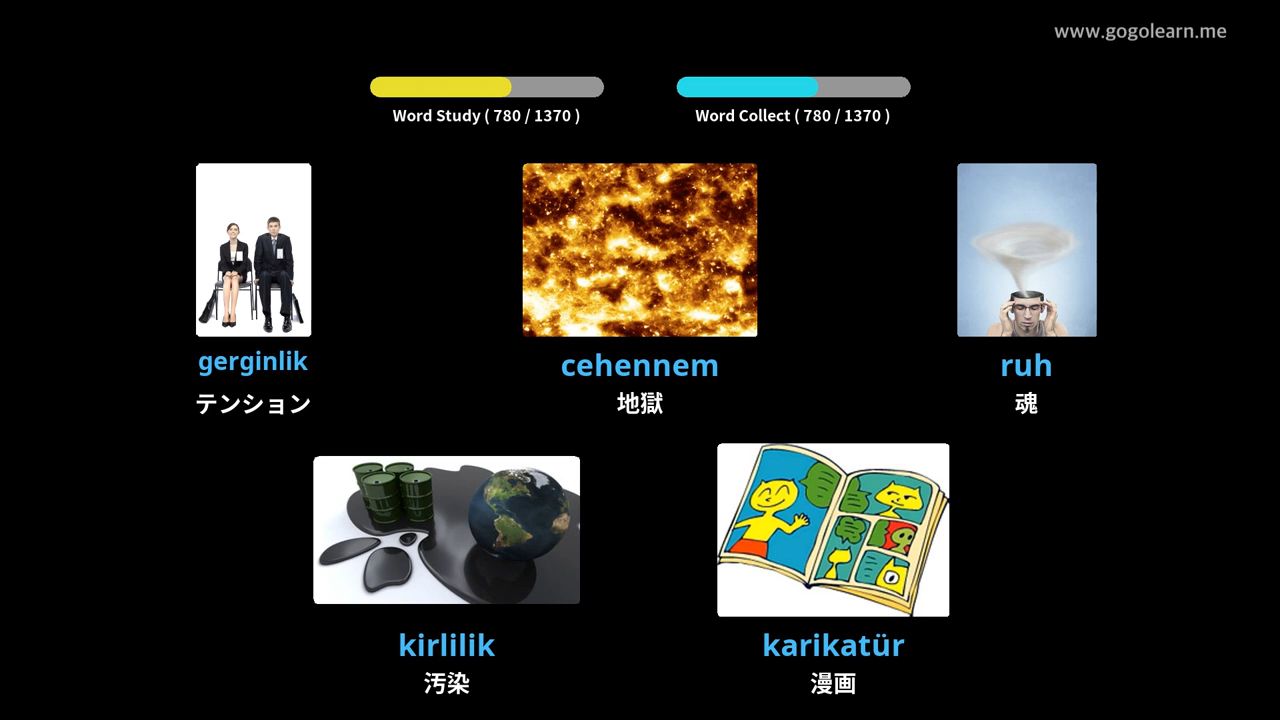 www.gogolearn.me
Word Study ( 780 / 1370 )
Word Collect ( 780 / 1370 )
gerginlik
テンション
cehennem
地獄
ruh
魂
kirlilik
汚染
karikatür
漫画